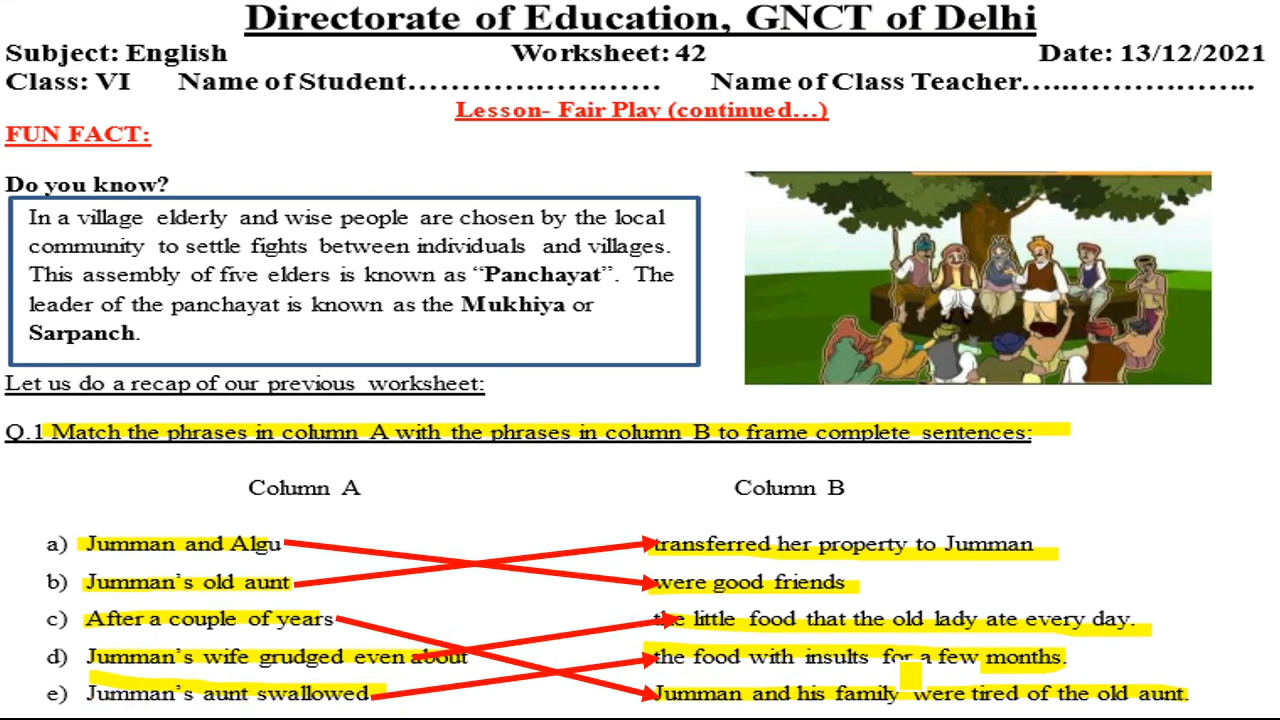 Directorate of Education, GNCT of Delhi
Subject: English Worksheet: 42 Date: 13/12/2021
Class: VI Name of Student........................... Name of Class Teacher...........................
Lesson- Fair Play (continued...)
FUN FACT:
Do you know?
In a village elderly and wise people are chosen by the local
community to settle fights between individuals and villages.
This assembly of five elders is known as “Panchayat”. The
leader of the panchayat is known as the Mukhiya or
Sarpanch.
Let us do a recap of our previous worksheet:
Q.1 Match the phrases in column A with the phrases in column B to frame complete sentences:
Column A Column B
a) Jumman and Algu transferred her property to Jumman
b) Jumman’s old aunt were good friends
c) After a couple of years the little food that the old lady ate every day.
d) Jumman’s wife grudged even about the food with insults for a few months.
e) Jumman’s aunt swallowed Jumman and his family were tired of the old aunt.